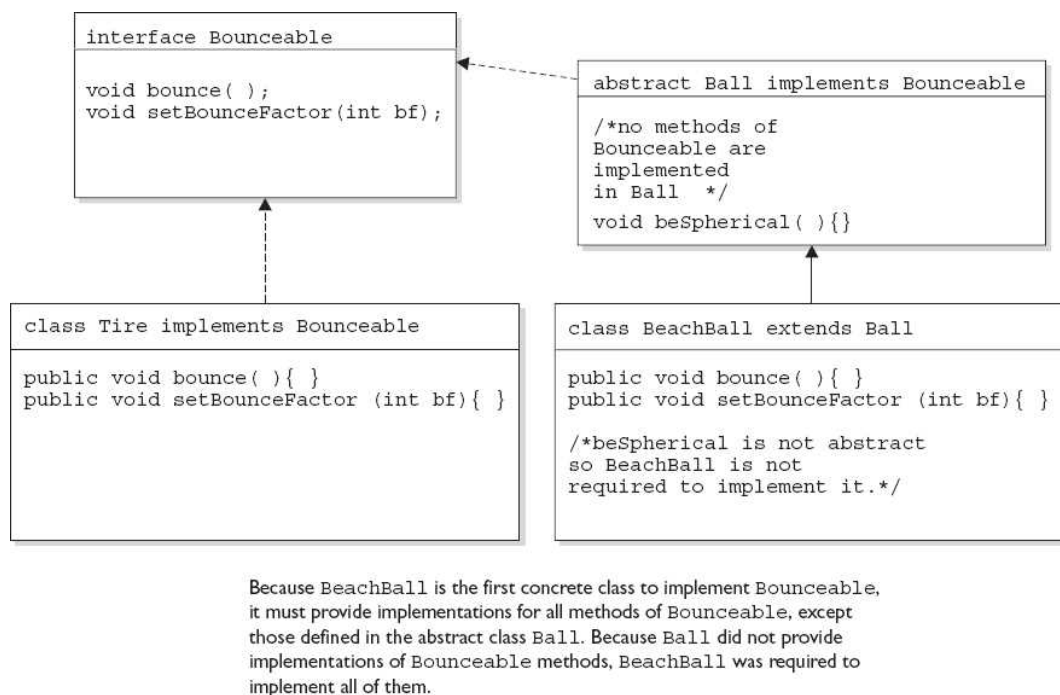 interface Bounceable
void bounce( );
void setBounceFactor(int bf);
abstract Ball implements Bounceable
/*no methods of
Bounceable are
implemented
in Ball */
void beSpherical( ){}
class Tire implements Bounceable
public void bounce( ){ }
public void setBounceFactor (int bf){ }
class BeachBall extends Ball
public void bounce( ){ }
public void setBounceFactor (int bf){ }
/*beSpherical is not abstract
so BeachBall is not
required to implement it.*/
Because BeachBall is the first concrete class to implement Bounceable,
it must provide implementations for all methods of Bounceable, except
those defined in the abstract class Ball. Because Ball did not provide
implementations of Bounceable methods, BeachBall was required to
implement all of them.